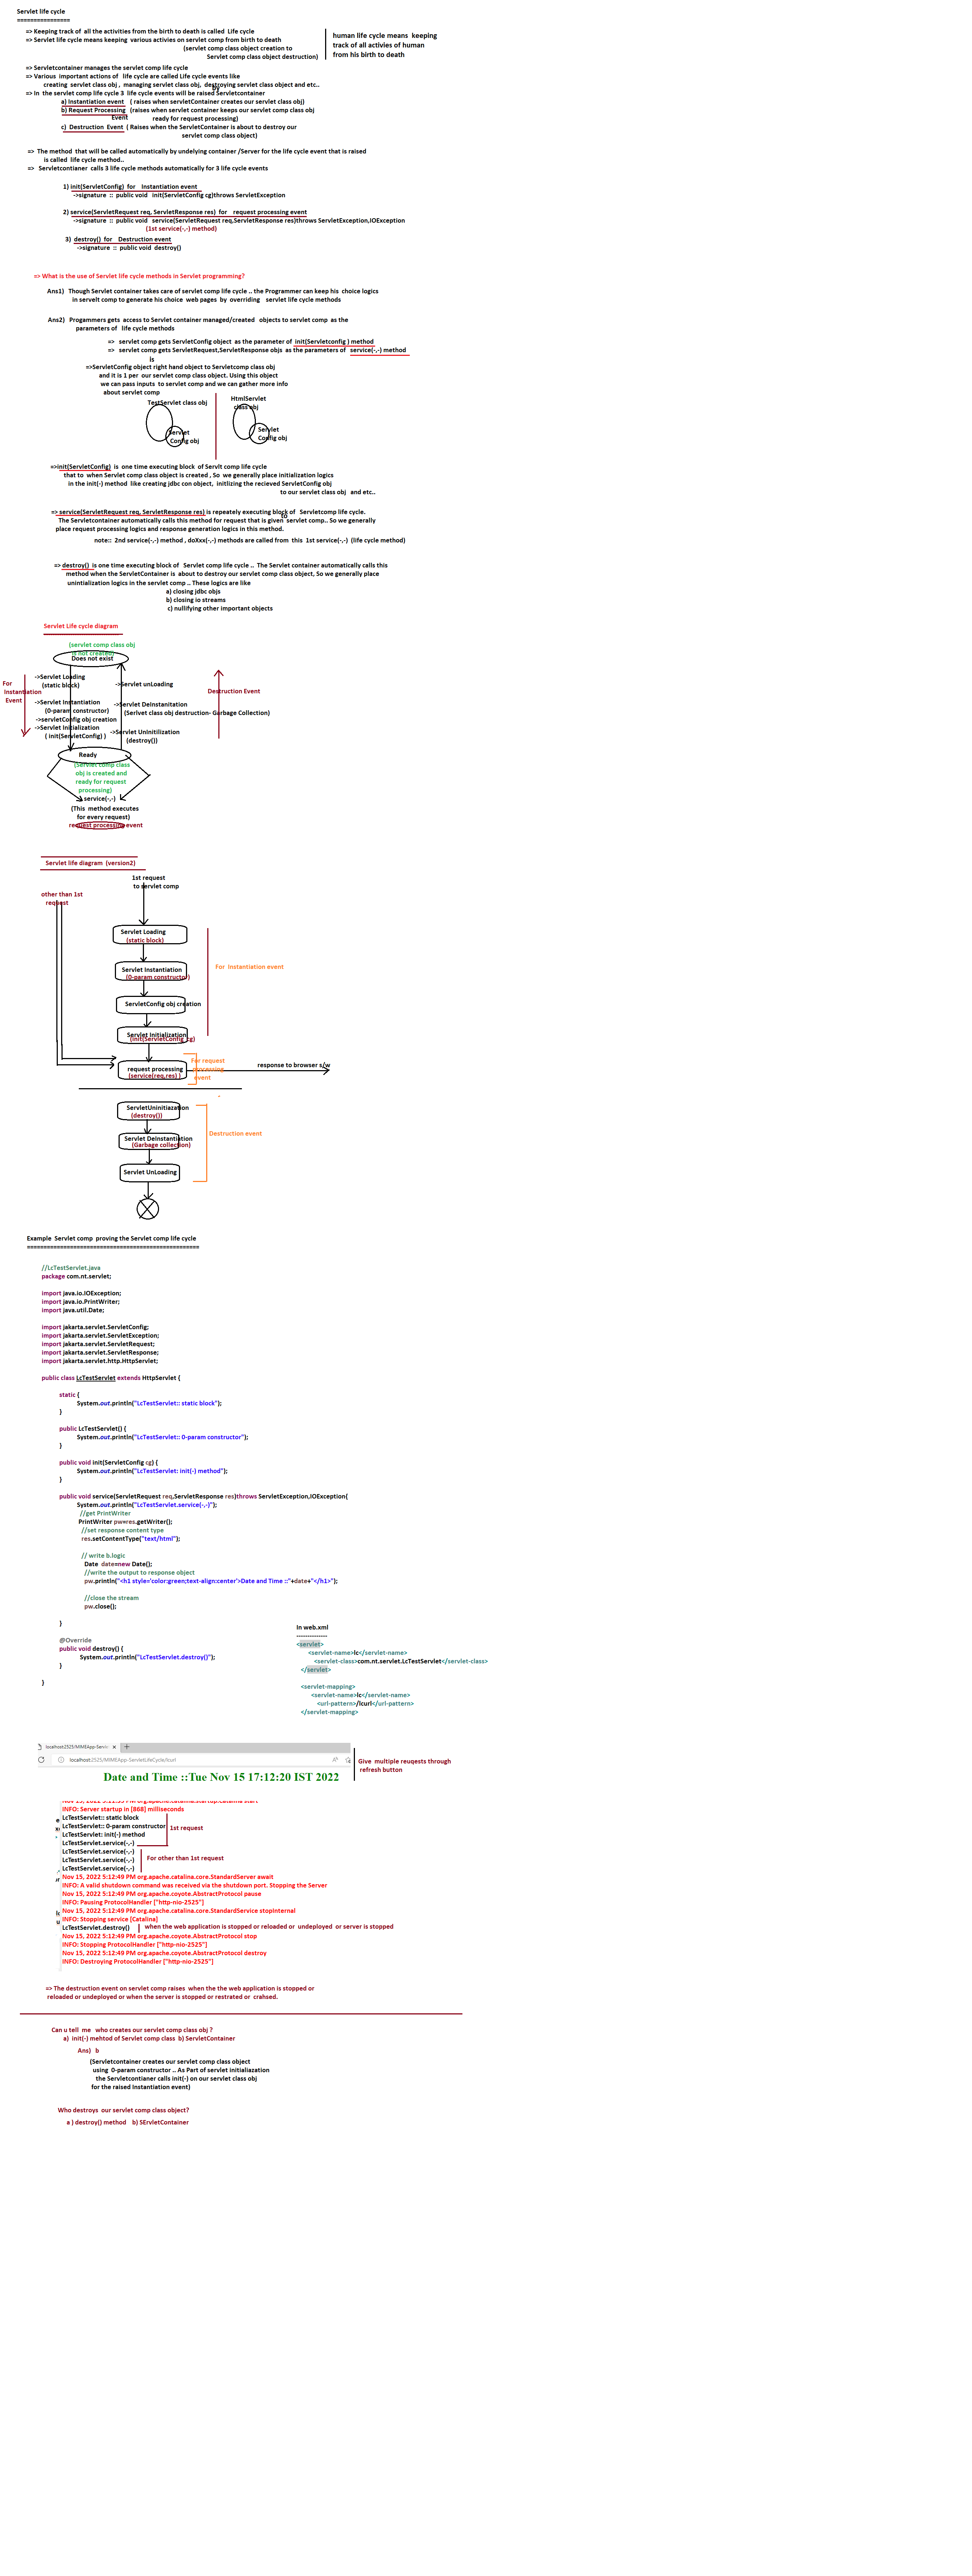 Servlet life cycle
================
=> Keeping track of  all the activities from the birth to death is called  Life cycle
=> Servlet life cycle means keeping  various activies on servlet comp from birth to death
(servlet comp class object creation to
Servlet comp class object destruction)
human life cycle means  keeping
track of all activies of human
from his birth to death
=> Servletcontainer manages the servlet comp life cycle
=> Various  important actions of   life cycle are called Life cycle events like
creating  servlet class obj ,  managing servlet class obj,  destroying servlet class object and etc..
by
=> In  the servlet comp life cycle 3  life cycle events will be raised Servletcontainer
a) Instantiation event   ( raises when servletContainer creates our servlet class obj)
b) Request Processing  (raises when servlet container keeps our servlet comp class obj
Event
ready for request processing)
c)  Destruction  Event  ( Raises when the ServletContainer is about to destroy our
servlet comp class object)
=>  The method  that will be called automatically by undelying container /Server for the life cycle event that is raised
is called  life cycle method..
=>   Servletcontianer  calls 3 life cycle methods automatically for 3 life cycle events
1) init(ServletConfig)  for   Instantiation event
->signature  ::  public void   init(ServletConfig cg)throws ServletException
2) service(ServletRequest req, ServletResponse res)  for    request processing event
->signature  ::  public void   service(ServletRequest req,ServletResponse res)throws ServletException,IOException
(1st service(-,-) method)
3)  destroy()  for   Destruction event
->signature  ::  public void  destroy()
=> What is the use of Servlet life cycle methods in Servlet programming?
Ans1)   Though Servlet container takes care of servlet comp life cycle .. the Programmer can keep his  choice logics
in servelt comp to generate his choice  web pages  by  overriding    servlet life cycle methods
Ans2)   Progammers gets  access to Servlet container managed/created   objects to servlet comp  as the
parameters of   life cycle methods
=>   servlet comp gets ServletConfig object  as the parameter of  init(Servletconfig ) method
=>   servlet comp gets ServletRequest,ServletResponse objs  as the parameters of   service(-,-) method
is
=>ServletConfig object right hand object to Servletcomp class obj
and it is 1 per  our servlet comp class object. Using this object
we can pass inputs  to servlet comp and we can gather more info
about servlet comp
TestServlet class obj
HtmlServlet
class obj
Servlet
Config obj
Servlet
Config obj
=>init(ServletConfig)  is  one time executing block  of  Servlt comp life cycle
that to  when Servlet comp class object is created , So  we generally place initialization logics
in the init(-) method  like creating jdbc con object,  initlizing the recieved ServletConfig obj
to our servlet class obj   and etc..
=> service(ServletRequest req, ServletResponse res) is repeately executing block of   Servletcomp life cycle.
to
The Servletcontainer automatically calls this method for request that is given  servlet comp.. So we generally
place request processing logics and response generation logics in this method.
note::  2nd service(-,-) method , doXxx(-,-) methods are called from  this  1st service(-,-)  (life cycle method)
=> destroy()  is one time executing block of   Servlet comp life cycle ..  The Servlet container automatically calls this
method when the ServletContainer is  about to destroy our servlet comp class object, So we generally place
unintialization logics in the servlet comp .. These logics are like
a) closing jdbc objs
b) closing io streams
c) nullifying other important objects
Servlet Life cycle diagram
(servlet comp class obj
is not created)
Does not exist
For
Instantiation
Event
->Servlet Loading
(static block)
->Servlet Instantiation
(0-param constructor)
->servletConfig obj creation
->Servlet Initialization
( init(ServletConfig) )
->Servlet unLoading
->Servlet DeInstanitation
(Serlvet class obj destruction- Garbage Collection)
->Servlet UnInitilization
(destroy())
Destruction Event
Ready
(Servlet comp class
obj is created and
ready for request
processing)
service(-,-)
(This  method executes
for every request)
request processing event
Servlet life diagram  (version2)
1st request
to servlet comp
other than 1st
request
Servlet Loading
(static block)
Servlet Instantiation
(0-param constructor)
For  Instantiation event
ServletConfig obj creation
Servlet Initialization
(init(ServletConfig cg)
request processing
(service(req,res) )
For request
processing
event
response to browser s/w
ServletUninitiazation
(destroy())
Servlet DeInstantiation
(Garbage collection)
Destruction event
Servlet UnLoading
Example  Servlet comp  proving the Servlet comp life cycle
====================================================
//LcTestServlet.java
package com.nt.servlet;
import java.io.IOException;
import java.io.PrintWriter;
import java.util.Date;
import jakarta.servlet.ServletConfig;
import jakarta.servlet.ServletException;
import jakarta.servlet.ServletRequest;
import jakarta.servlet.ServletResponse;
import jakarta.servlet.http.HttpServlet;
public class LcTestServlet extends HttpServlet {
static {
System.out.println("LcTestServlet:: static block");
}
public LcTestServlet() {
System.out.println("LcTestServlet:: 0-param constructor");
}
public void init(ServletConfig cg) {
System.out.println("LcTestServlet: init(-) method");
}
public void service(ServletRequest req,ServletResponse res)throws ServletException,IOException{
System.out.println("LcTestServlet.service(-,-)");
//get PrintWriter
PrintWriter pw=res.getWriter();
//set response content type
res.setContentType("text/html");
// write b.logic
Date  date=new Date();
//write the output to response object
pw.println("<h1 style='color:green;text-align:center'>Date and Time ::"+date+"</h1>");
//close the stream
pw.close();
}
@Override
public void destroy() {
System.out.println("LcTestServlet.destroy()");
}
}
in web.xml
---------------
<servlet>
<servlet-name>lc</servlet-name>
<servlet-class>com.nt.servlet.LcTestServlet</servlet-class>
</servlet>
<servlet-mapping>
<servlet-name>lc</servlet-name>
<url-pattern>/lcurl</url-pattern>
</servlet-mapping>
localhost:2525/MIMEApp-Servle
localhost:2525/MIMEApp-ServletLifeCycle/lcurl
Date and Time ::Tue Nov 15 17:12:20 IST 2022
Give  multiple reuqests through
refresh button
INFO: Server startup in [868] milliseconds
LcTestServlet:: static block
LcTestServlet:: 0-param constructor
LcTestServlet: init(-) method
LcTestServlet.service(-,-)
1st request
LcTestServlet.service(-,-)
LcTestServlet.service(-,-)
LcTestServlet.service(-,-)
For other than 1st request
Nov 15, 2022 5:12:49 PM org.apache.catalina.core.StandardServer await
INFO: A valid shutdown command was received via the shutdown port. Stopping the Server
Nov 15, 2022 5:12:49 PM org.apache.coyote.AbstractProtocol pause
INFO: Pausing ProtocolHandler ["http-nio-2525"]
Nov 15, 2022 5:12:49 PM org.apache.catalina.core.StandardService stopInternal
INFO: Stopping service [Catalina]
LcTestServlet.destroy()
when the web application is stopped or reloaded or  undeployed  or server is stopped
Nov 15, 2022 5:12:49 PM org.apache.coyote.AbstractProtocol stop
INFO: Stopping ProtocolHandler ["http-nio-2525"]
Nov 15, 2022 5:12:49 PM org.apache.coyote.AbstractProtocol destroy
INFO: Destroying ProtocolHandler ["http-nio-2525"]
=> The destruction event on servlet comp raises  when the the web application is stopped or
reloaded or undeployed or when the server is stopped or restrated or  crahsed.
Can u tell  me   who creates our servlet comp class obj ?
a)  init(-) mehtod of Servlet comp class  b) ServletContainer
Ans)   b
(Servletcontainer creates our servlet comp class object
using  0-param constructor .. As Part of servlet initialiazation
the Servletcontianer calls init(-) on our servlet class obj
for the raised Instantiation event)
Who destroys  our servlet comp class object?
a ) destroy() method    b) SErvletContainer